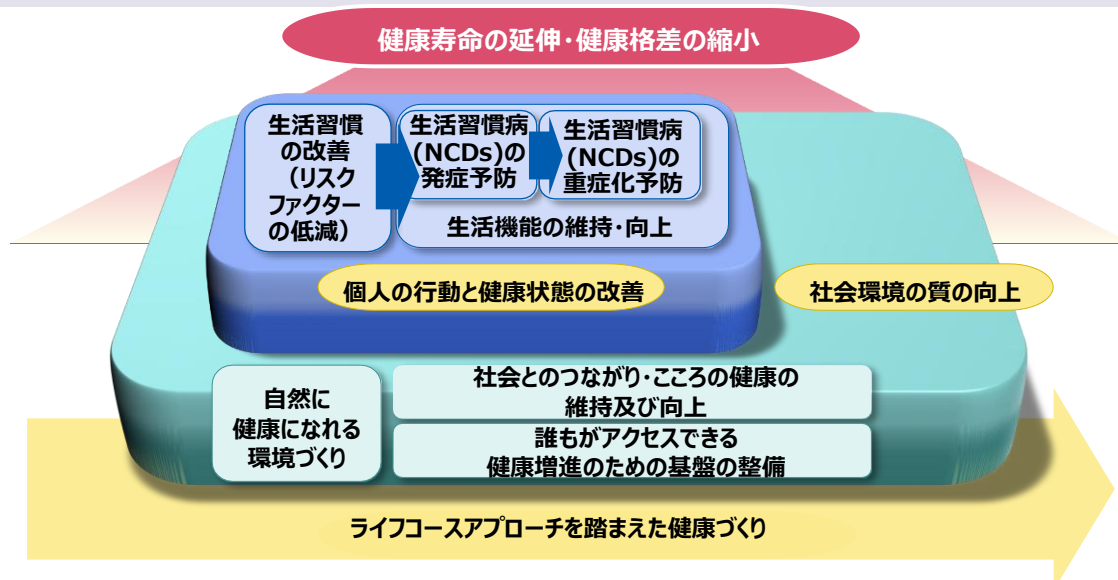 健康寿命の延伸・健康格差の縮小
生活習慣
の改善
（リスク
ファクター
の低減）
生活習慣病
(NCDs)の
発症予防
生活習慣病
(NCDs)の
重症化予防
生活機能の維持・向上
個人の行動と健康状態の改善
社会環境の質の向上
自然に
健康になれる
環境づくり
社会とのつながり・こころの健康の
維持及び向上
誰もがアクセスできる
健康増進のための基盤の整備
ライフコースアプローチを踏まえた健康づくり